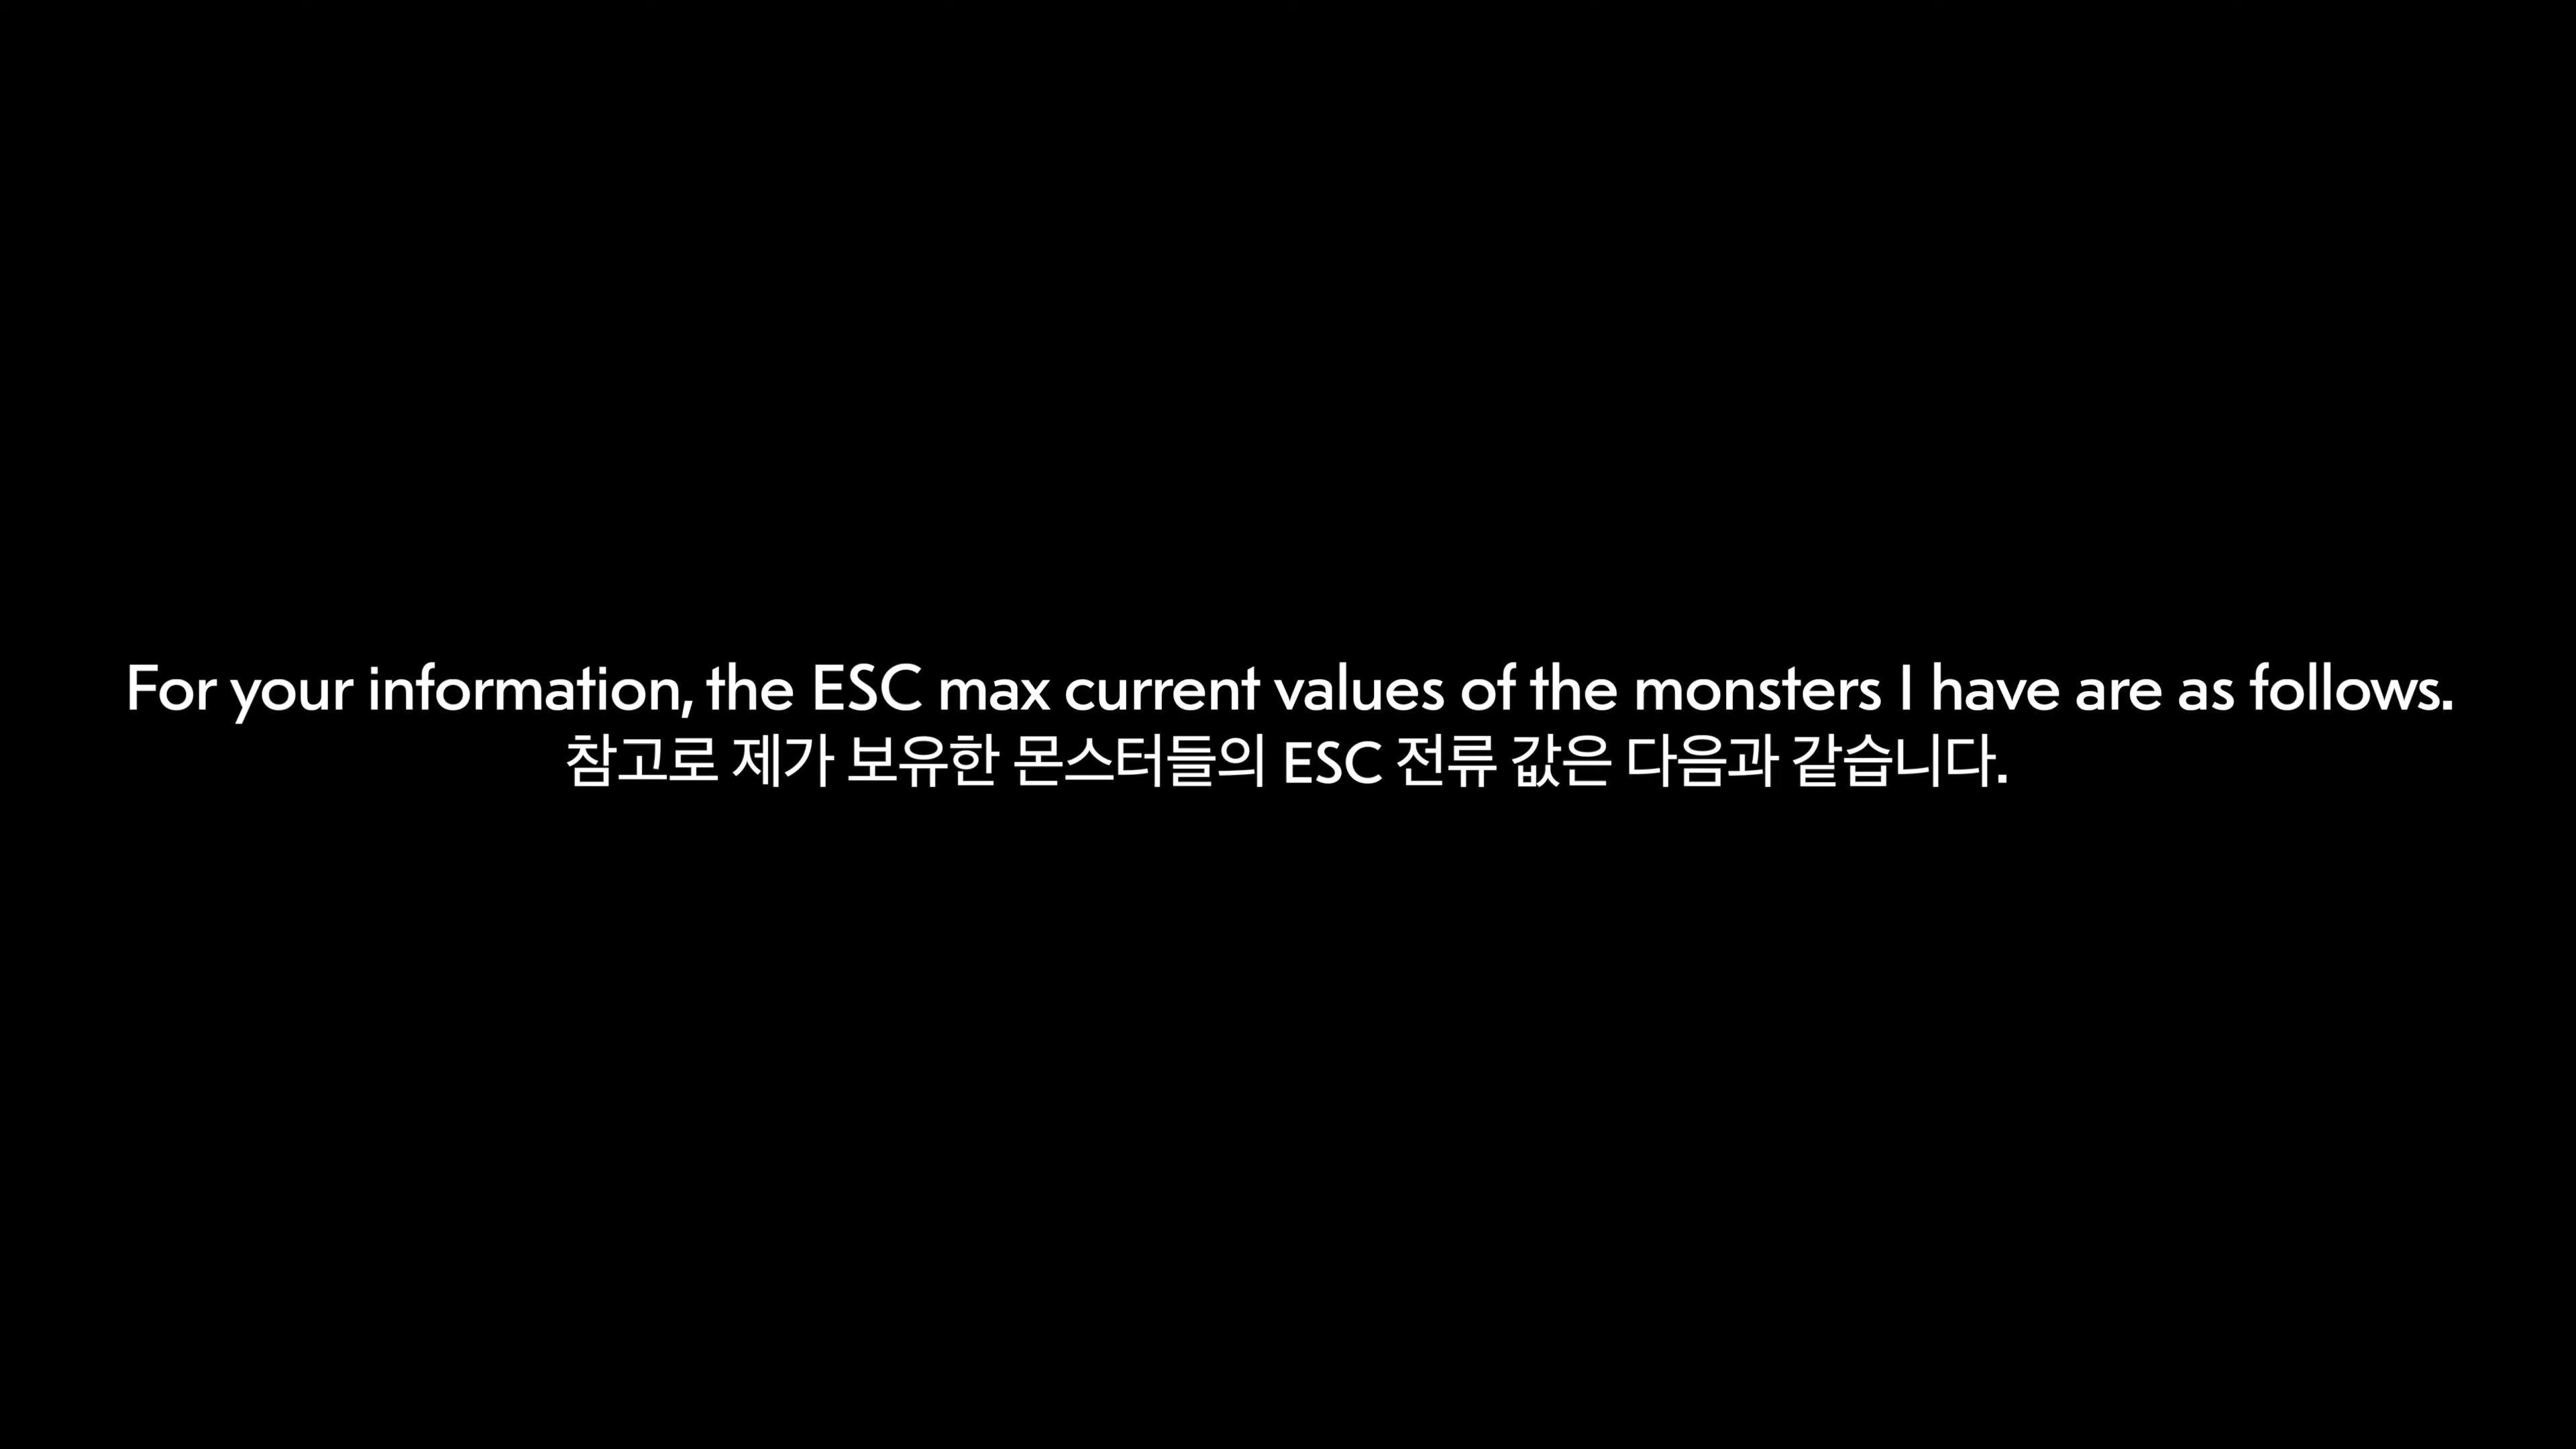 For your information, the ESC max current values of the monsters I have are as follows.
참고로 제가 보유한 몬스터들의 ESC 전류 값은 다음과 같습니다.